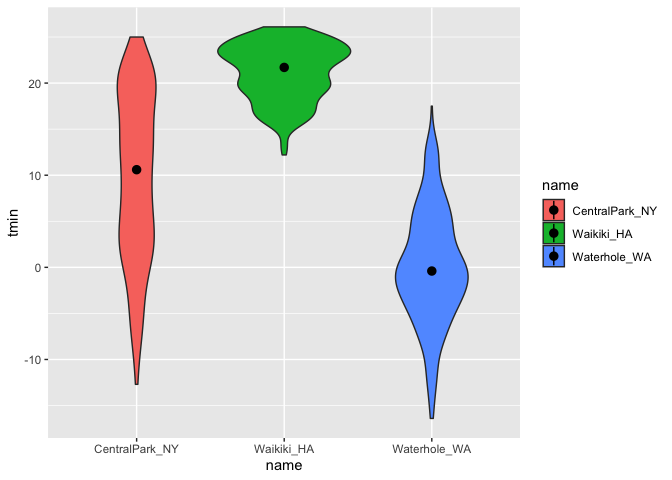 tmin
20
10
0
-10
CentralPark_NY
Waikiki_HA
Waterhole_WA
name
name
CentralPark_NY
Waikiki_HA
Waterhole_WA